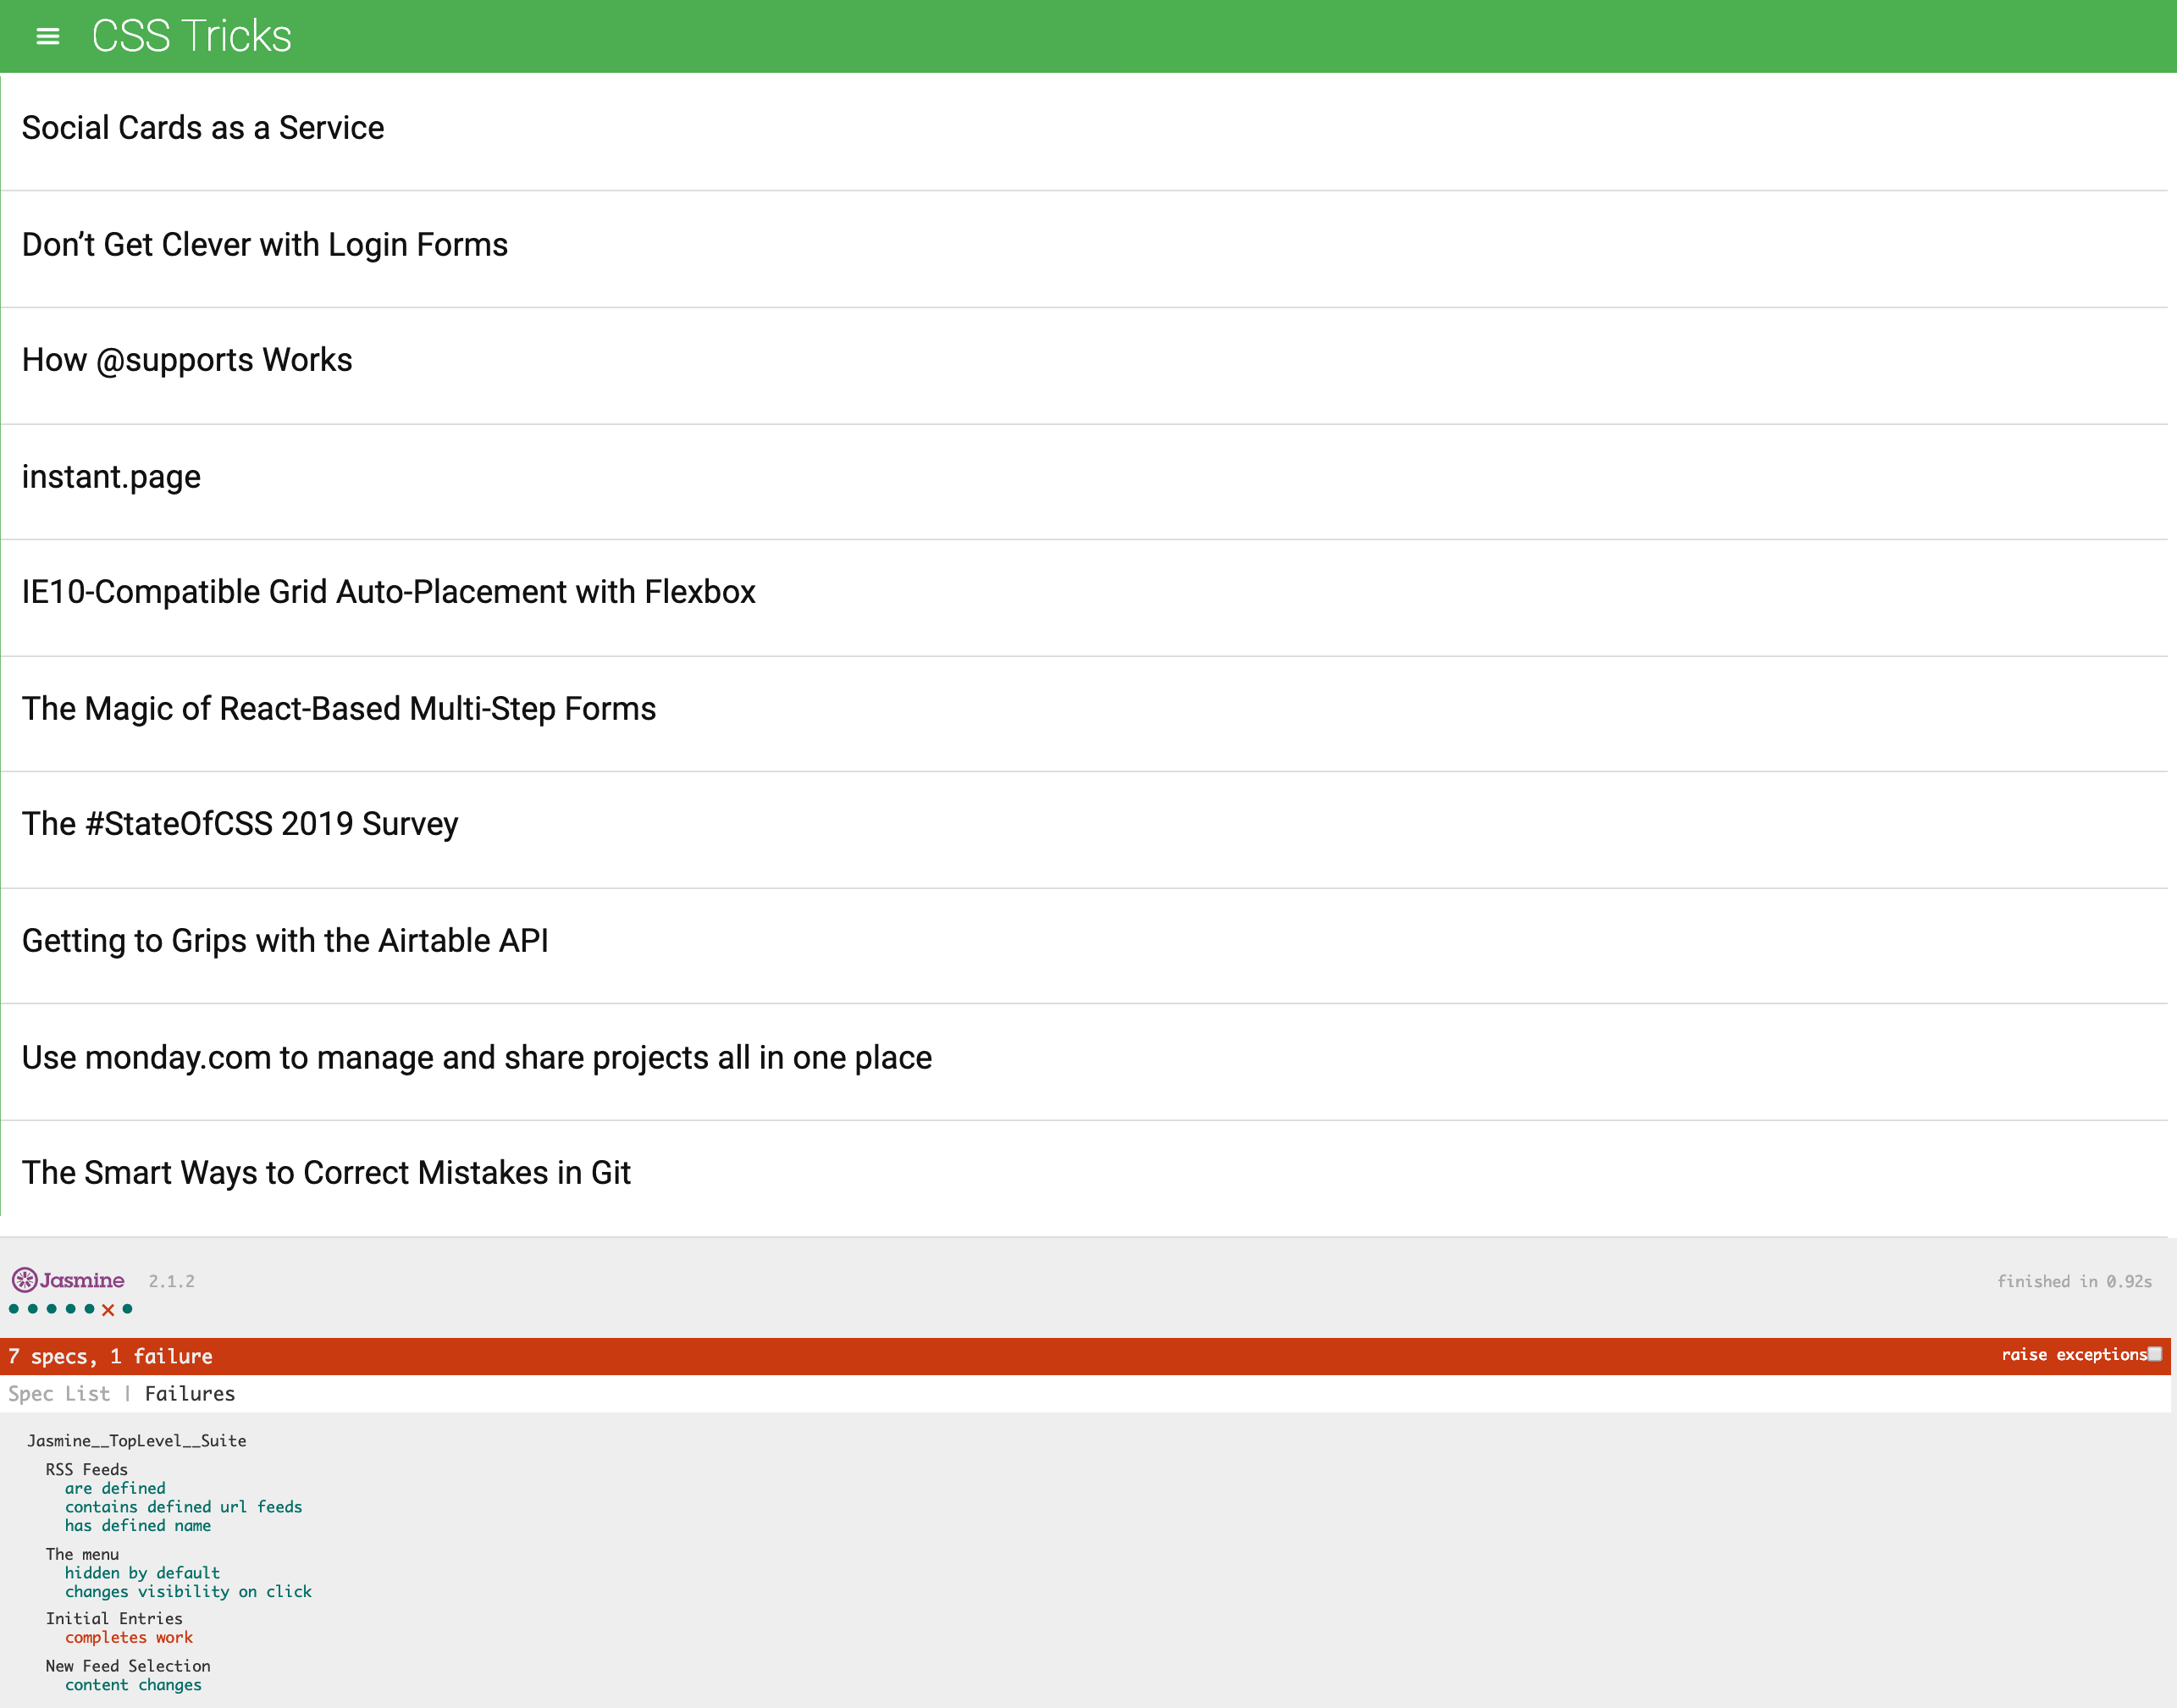 CSS Tricks
Social Cards as a Service
Don’t Get Clever with Login Forms
How @supports Works
instant.page
IE10-Compatible Grid Auto-Placement with Flexbox
The Magic of React-Based Multi-Step Forms
The #StateOfCSS 2019 Survey
Getting to Grips with the Airtable API
Use monday.com to manage and share projects all in one place
The Smart Ways to Correct Mistakes in Git
Jasmine 2.1.2 finished in 0.92s
7 specs, 1 failure raise exceptions
Spec List | Failures
Jasmine__TopLevel__Suite
RSS Feeds
are defined
contains defined url feeds
has defined name
The menu
hidden by default
changes visibility on click
Initial Entries
completes work
New Feed Selection
content changes